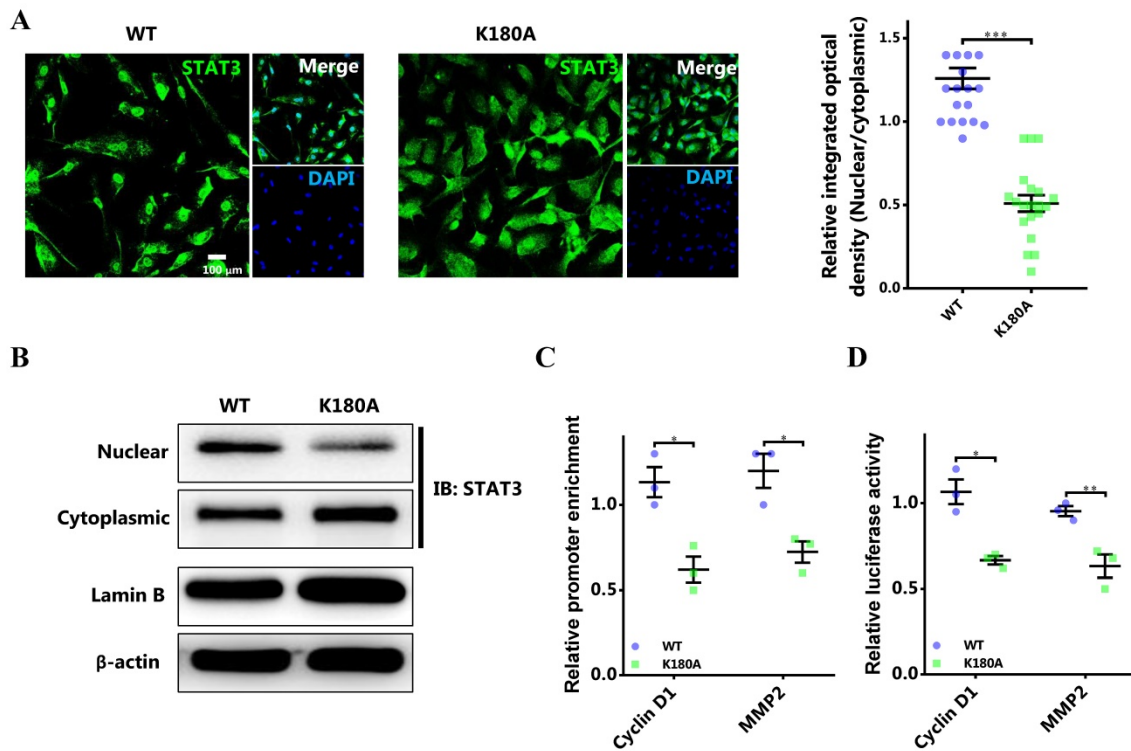 A
WT
K180A
STAT3
Merge
DAPI
100 μm
STAT3
Merge
DAPI
Relative integrated optical
density (Nuclear/cytoplasmic)
1.5
1.0
0.5
0.0
***
WT
K180A
B
WT
K180A
Nuclear
Cytoplasmic
IB: STAT3
Lamin B
β-actin
C
Relative promoter enrichment
1.0
0.5
0.0
*
*
WT
K180A
Cyclin D1
MMP2
D
Relative luciferase activity
1.0
0.5
0.0
*
**
WT
K180A
Cyclin D1
MMP2